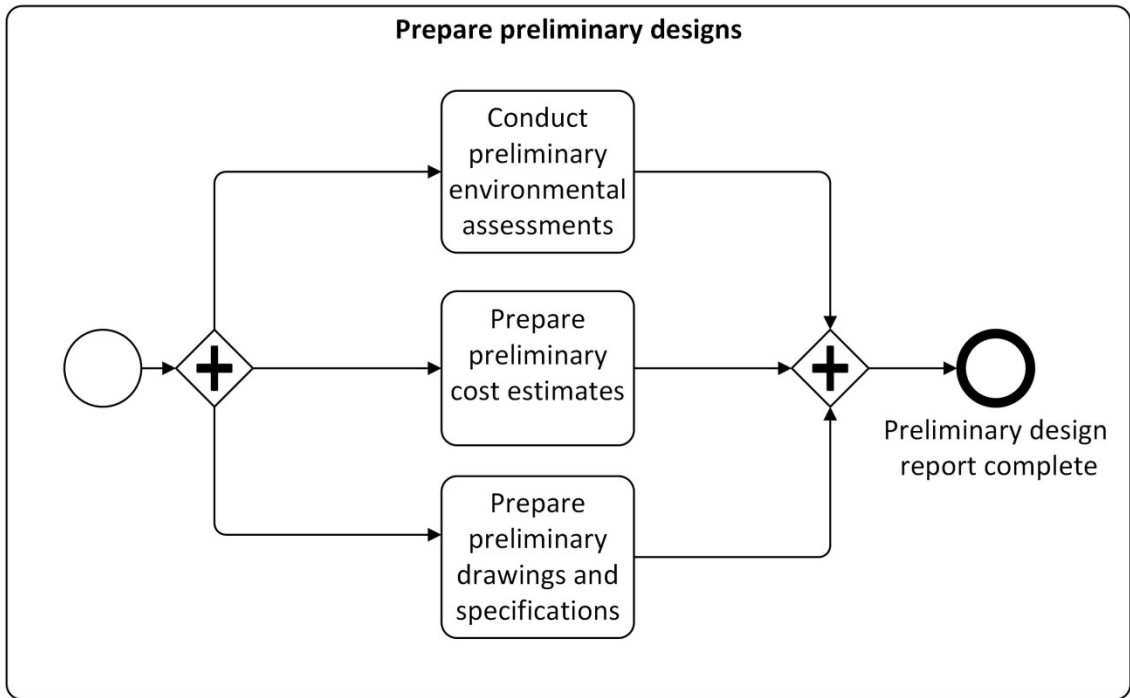 Prepare preliminary designs
Conduct
preliminary
environmental
assessments
Prepare
preliminary
cost estimates
Preliminary design
report complete
Prepare
preliminary
drawings and
specifications